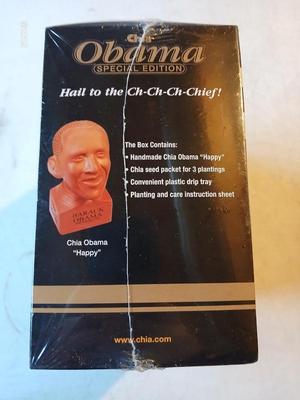 Chia
Obama
SPECIAL EDITION
Hail to the Ch-Ch-Ch-Chief!
The Box Contains:
• Handmade Chia Obama "Happy"
• Chia seed packet for 3 plantings
• Convenient plastic drip tray
• Planting and care instruction sheet
BARACK
OBAMA
Chia Obama
"Happy"
www.chia.com